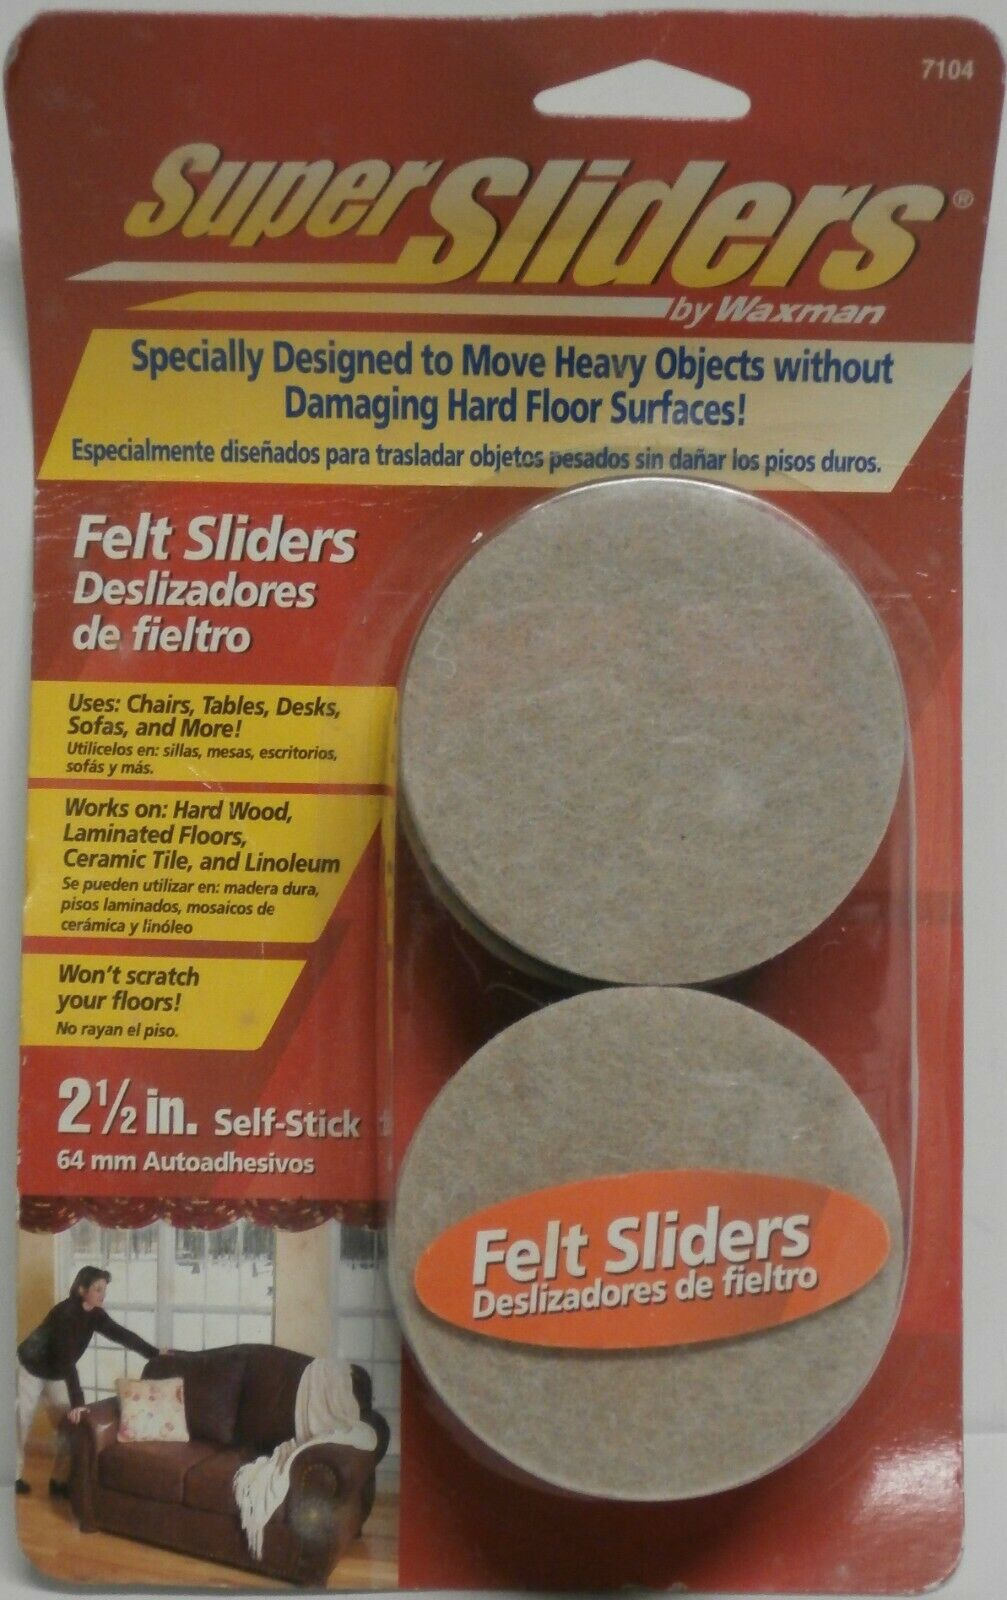 7104
Super Sliders®
by Waxman
Specially Designed to Move Heavy Objects without
Damaging Hard Floor Surfaces!
Especialmente diseñados para trasladar objetos pesados sin dañar los pisos duros.
Felt Sliders
Deslizadores
de fieltro
Uses: Chairs, Tables, Desks,
Sofas, and More!
Utilícelos en: sillas, mesas, escritorios,
sofás y más.
Works on: Hard Wood,
Laminated Floors,
Ceramic Tile, and Linoleum
Se pueden utilizar en: madera dura,
pisos laminados, mosaicos de
cerámica y linóleo
Won't scratch
your floors!
No rayan el piso.
2½ in. Self-Stick
64 mm Autoadhesivos
Felt Sliders
Deslizadores de fieltro